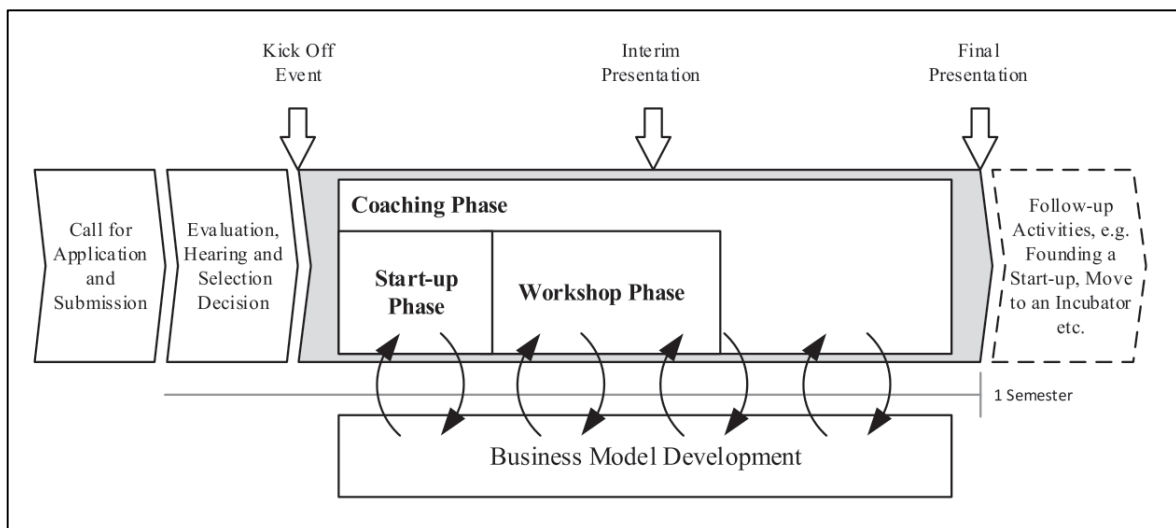 Kick Off
Event
Interim
Presentation
Final
Presentation
Call for
Application
and
Submission
Evaluation,
Hearing and
Selection
Decision
Coaching Phase
Start-up
Phase
Workshop Phase
Follow-up
Activities, e.g.
Founding a
Start-up, Move
to an Incubator
etc.
1 Semester
Business Model Development